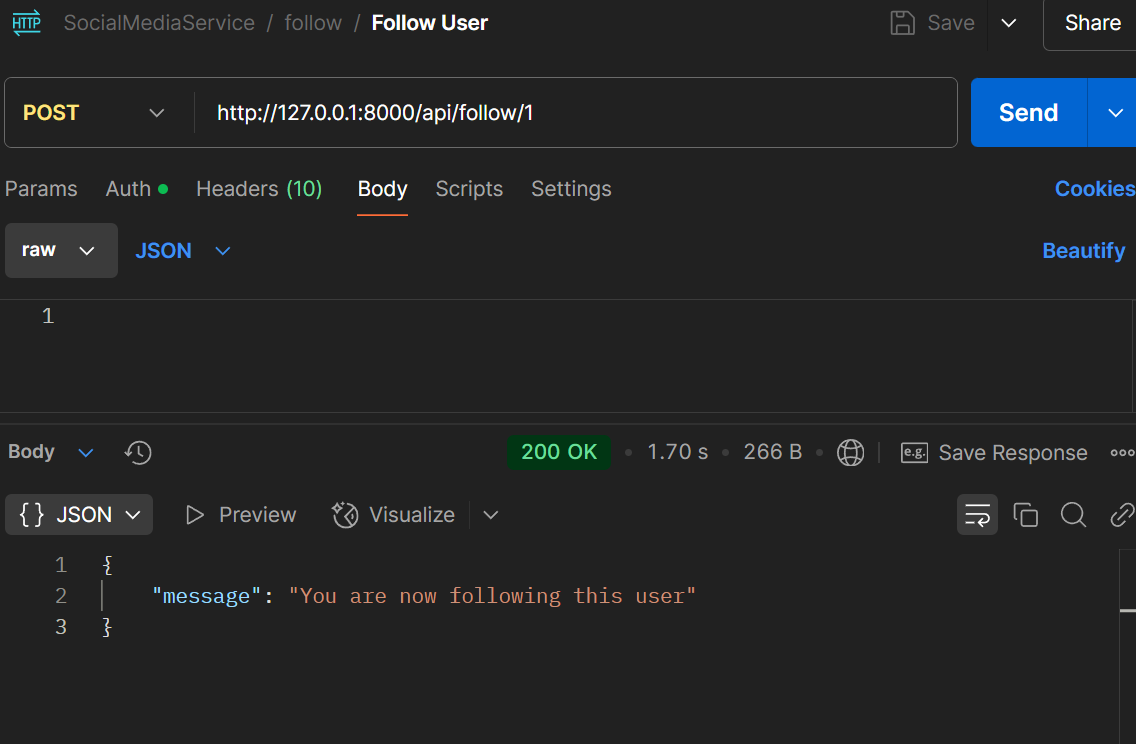 HTTP SocialMediaService / follow / Follow User Save Share
POST http://127.0.0.1:8000/api/follow/1 Send
Params Auth Headers (10) Body Scripts Settings Cookies
raw JSON Beautify
1
Body 200 OK • 1.70 s • 266 B • e.g. Save Response
{ } JSON Preview Visualize
1 {
2 "message": "You are now following this user"
3 }